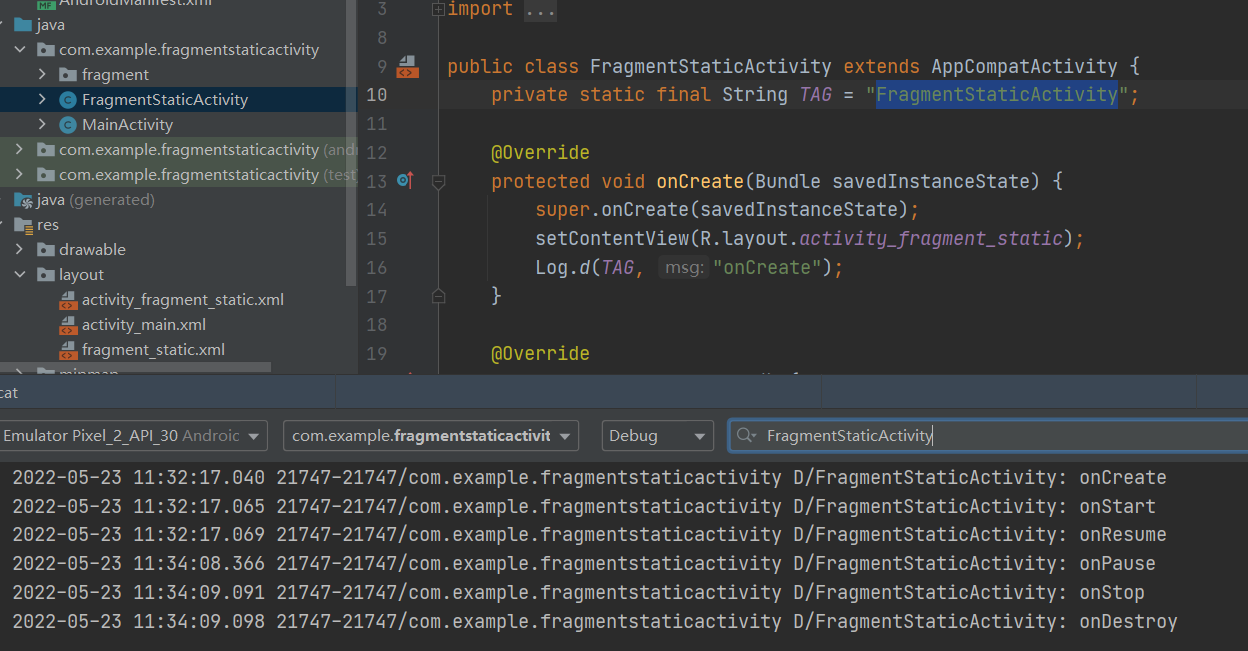 AndroidManifest.xml
java
com.example.fragmentstaticactivity
fragment
FragmentStaticActivity
MainActivity
com.example.fragmentstaticactivity (and
com.example.fragmentstaticactivity (test
java (generated)
res
drawable
layout
activity_fragment_static.xml
activity_main.xml
fragment_static.xml
3 import ...
8
9 public class FragmentStaticActivity extends AppCompatActivity {
10 private static final String TAG = "FragmentStaticActivity";
11
12 @Override
13 protected void onCreate(Bundle savedInstanceState) {
14 super.onCreate(savedInstanceState);
15 setContentView(R.layout.activity_fragment_static);
16 Log.d(TAG, msg: "onCreate");
17 }
18
19 @Override
cat
Emulator Pixel_2_API_30 Androic
com.example.fragmentstaticactivit
Debug
FragmentStaticActivity
2022-05-23 11:32:17.040 21747-21747/com.example.fragmentstaticactivity D/FragmentStaticActivity: onCreate
2022-05-23 11:32:17.065 21747-21747/com.example.fragmentstaticactivity D/FragmentStaticActivity: onStart
2022-05-23 11:32:17.069 21747-21747/com.example.fragmentstaticactivity D/FragmentStaticActivity: onResume
2022-05-23 11:34:08.366 21747-21747/com.example.fragmentstaticactivity D/FragmentStaticActivity: onPause
2022-05-23 11:34:09.091 21747-21747/com.example.fragmentstaticactivity D/FragmentStaticActivity: onStop
2022-05-23 11:34:09.098 21747-21747/com.example.fragmentstaticactivity D/FragmentStaticActivity: onDestroy